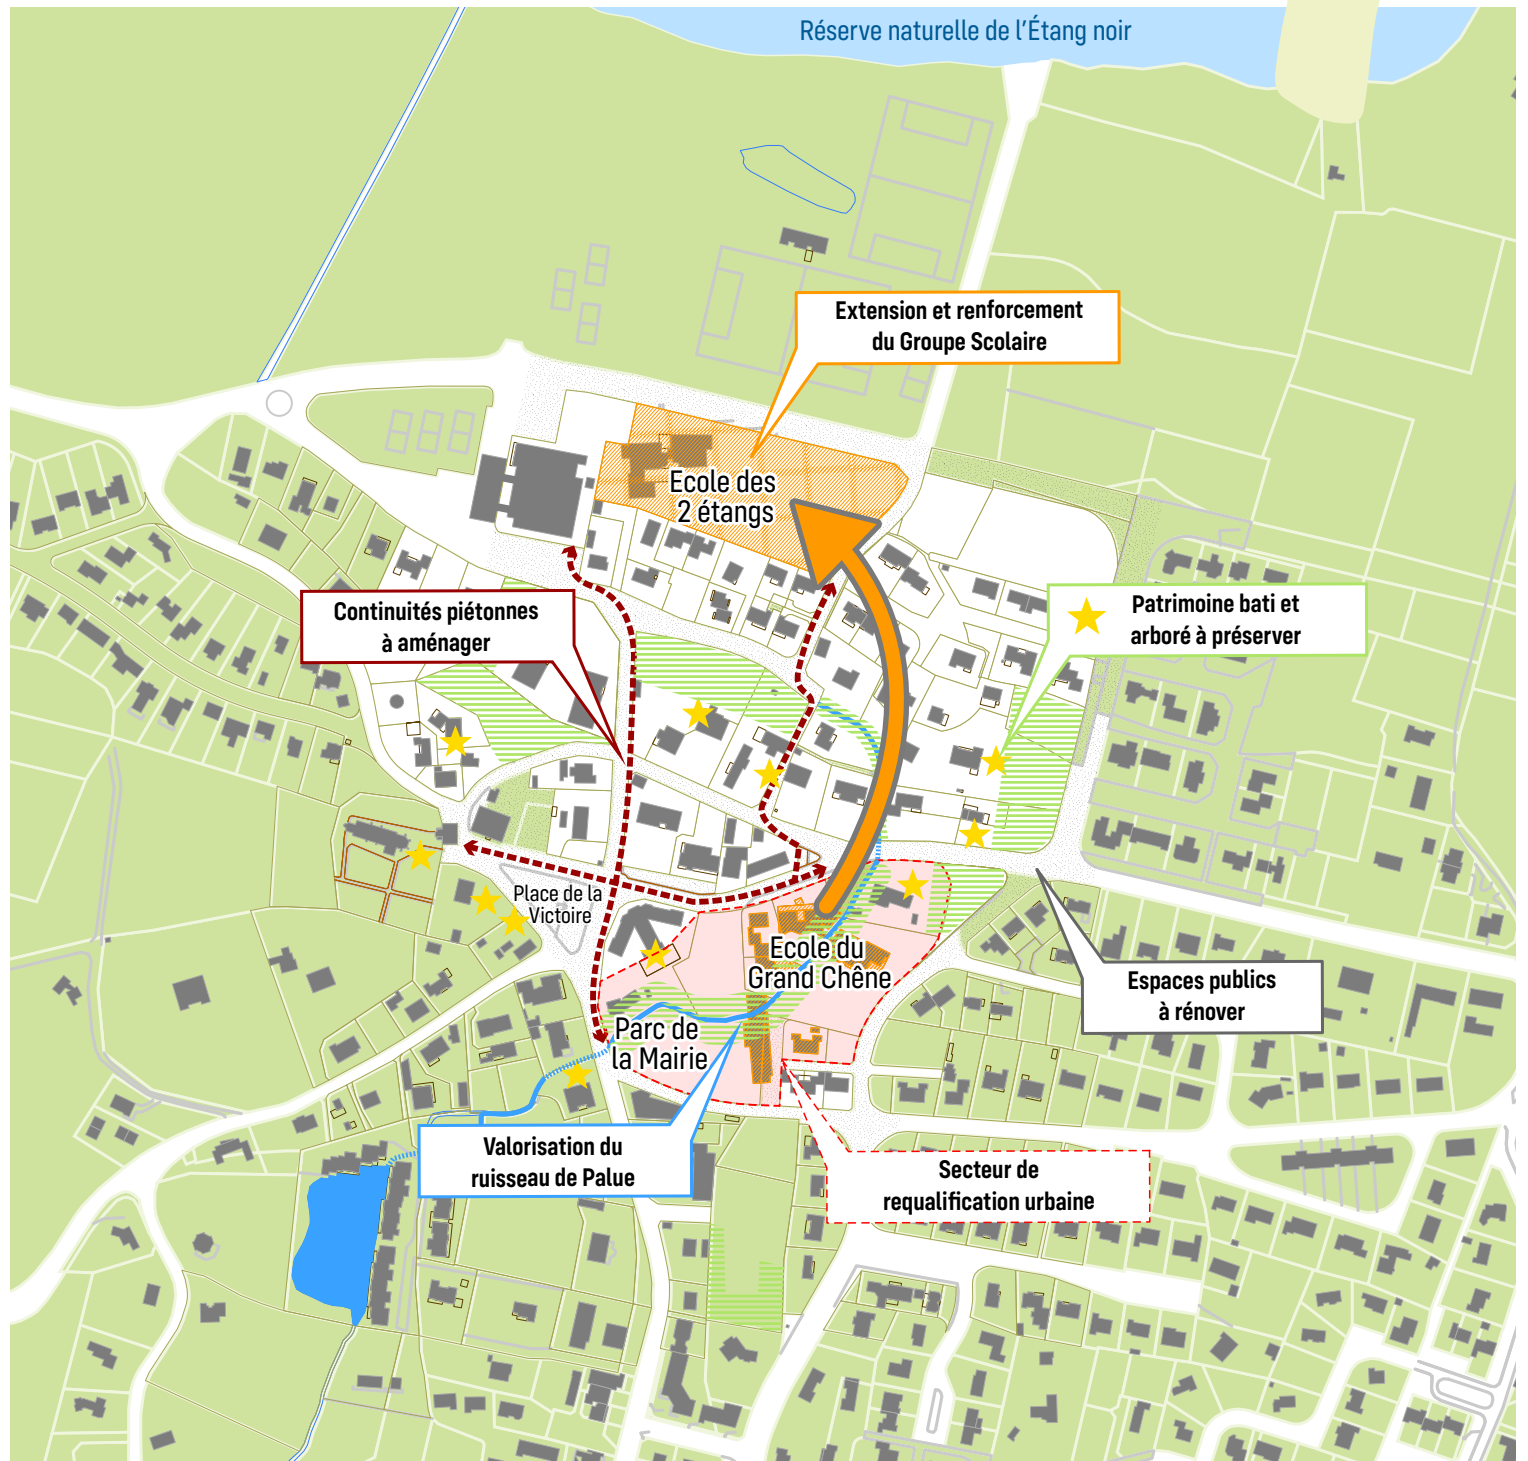 Réserve naturelle de l'Étang noir
Extension et renforcement
du Groupe Scolaire
Ecole des
2 étangs
Continuités piétonnes
à aménager
Patrimoine bati et
arboré à préserver
Place de la
Victoire
Ecole du
Grand Chêne
Espaces publics
à rénover
Parc de
la Mairie
Valorisation du
ruisseau de Palue
Secteur de
requalification urbaine